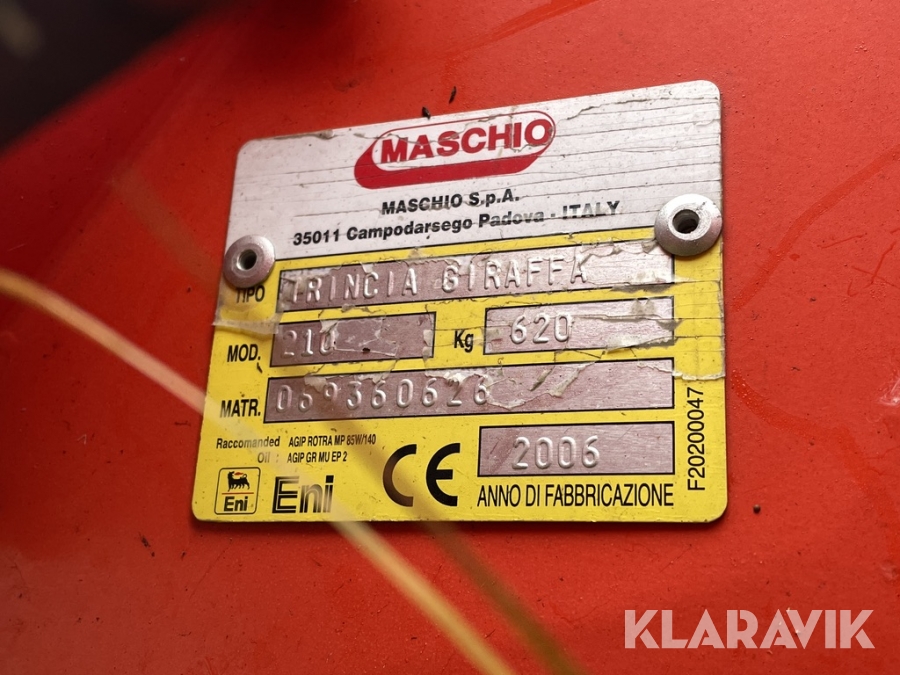 MASCHIO
MASCHIO S.p.A.
35011 Campodarsego Padova - ITALY
TIPO TRINCIA GIRAFFA
MOD. 210 Kg 620
MATR. 069360626
Raccomanded AGIP ROTRA MP 85W/140
Oil : AGIP GR MU EP 2
Eni Eni CE 2006
ANNO DI FABBRICAZIONE
F20200047
KLARAVIK